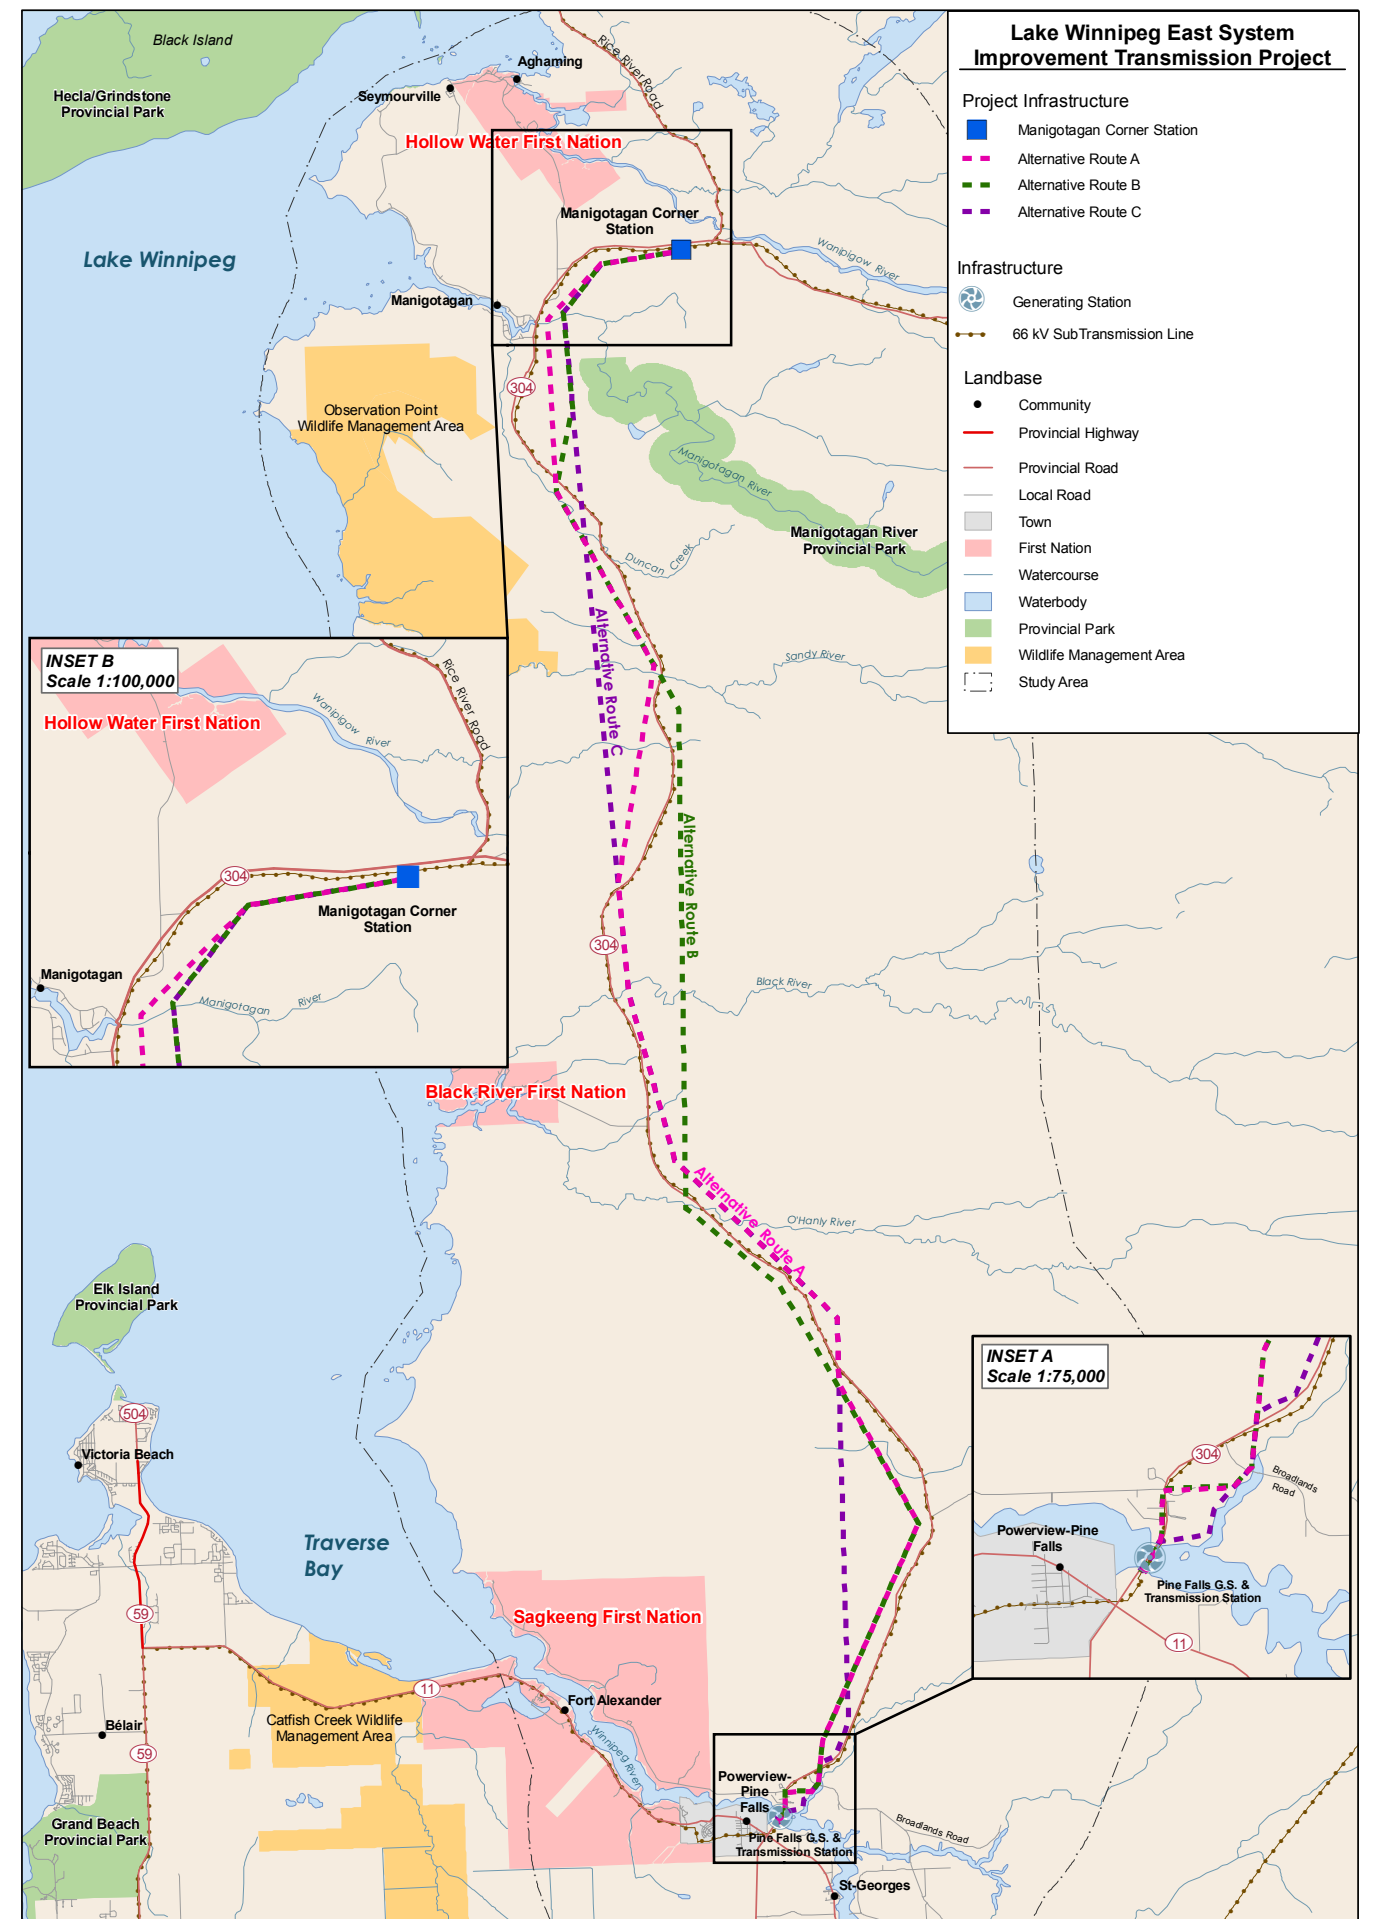 Lake Winnipeg East System
Improvement Transmission Project
Project Infrastructure
Manigotagan Corner Station
Alternative Route A
Alternative Route B
Alternative Route C
Infrastructure
Generating Station
66 kV SubTransmission Line
Landbase
Community
Provincial Highway
Provincial Road
Local Road
Town
First Nation
Watercourse
Waterbody
Provincial Park
Wildlife Management Area
Study Area
Black Island
Hecla/Grindstone
Provincial Park
Aghaming
Seymourville
Rice River Road
Hollow Water First Nation
Manigotagan Corner
Station
Wanipigow River
Lake Winnipeg
Manigotagan
304
Observation Point
Wildlife Management Area
Manigotagan River
Manigotagan River
Provincial Park
Duncan Creek
Sandy River
Alternative Route C
Alternative Route B
304
Black River
INSET B
Scale 1:100,000
Hollow Water First Nation
Wanipigow River
Rice River Road
304
Manigotagan Corner
Station
Manigotagan
Manigotagan River
Black River First Nation
Alternative Route A
O'Hanly River
Elk Island
Provincial Park
504
Victoria Beach
Traverse
Bay
59
Sagkeeng First Nation
11
Fort Alexander
Catfish Creek Wildlife
Management Area
Winnipeg River
Bélair
59
Grand Beach
Provincial Park
Powerview-
Pine
Falls
Pine Falls G.S. &
Transmission Station
Broadlands Road
St-Georges
INSET A
Scale 1:75,000
304
Broadlands
Road
Powerview-Pine
Falls
Pine Falls G.S. &
Transmission Station
11